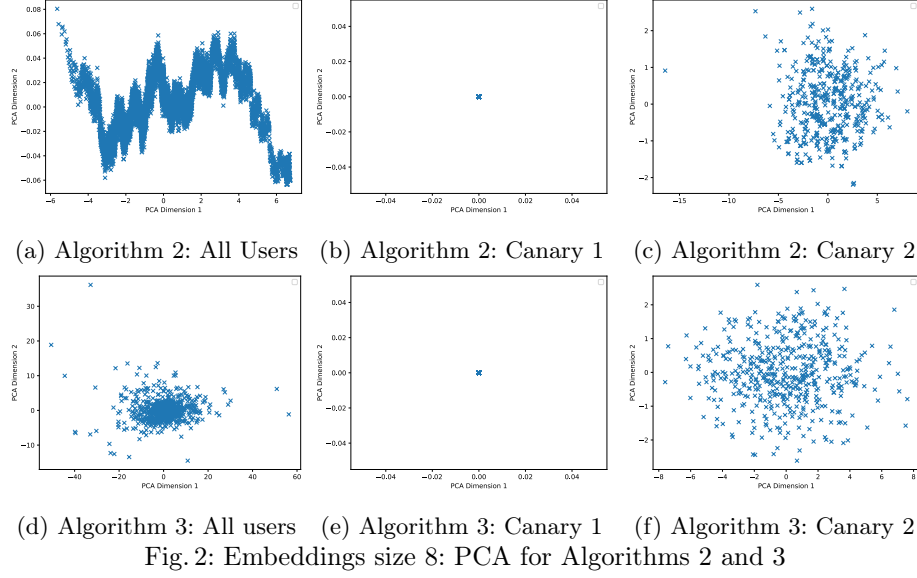 0.08
0.06
0.04
0.02
0.00
−0.02
−0.04
−0.06
PCA Dimension 2
−6 −4 −2 0 2 4 6
PCA Dimension 1
0.04
0.02
0.00
−0.02
−0.04
PCA Dimension 2
−0.04 −0.02 0.00 0.02 0.04
PCA Dimension 1
2
1
0
−1
−2
PCA Dimension 2
−15 −10 −5 0 5
PCA Dimension 1
(a) Algorithm 2: All Users (b) Algorithm 2: Canary 1 (c) Algorithm 2: Canary 2
30
20
10
0
−10
PCA Dimension 2
−40 −20 0 20 40 60
PCA Dimension 1
0.04
0.02
0.00
−0.02
−0.04
PCA Dimension 2
−0.04 −0.02 0.00 0.02 0.04
PCA Dimension 1
2
1
0
−1
−2
PCA Dimension 2
−8 −6 −4 −2 0 2 4 6 8
PCA Dimension 1
(d) Algorithm 3: All users (e) Algorithm 3: Canary 1 (f) Algorithm 3: Canary 2
Fig. 2: Embeddings size 8: PCA for Algorithms 2 and 3